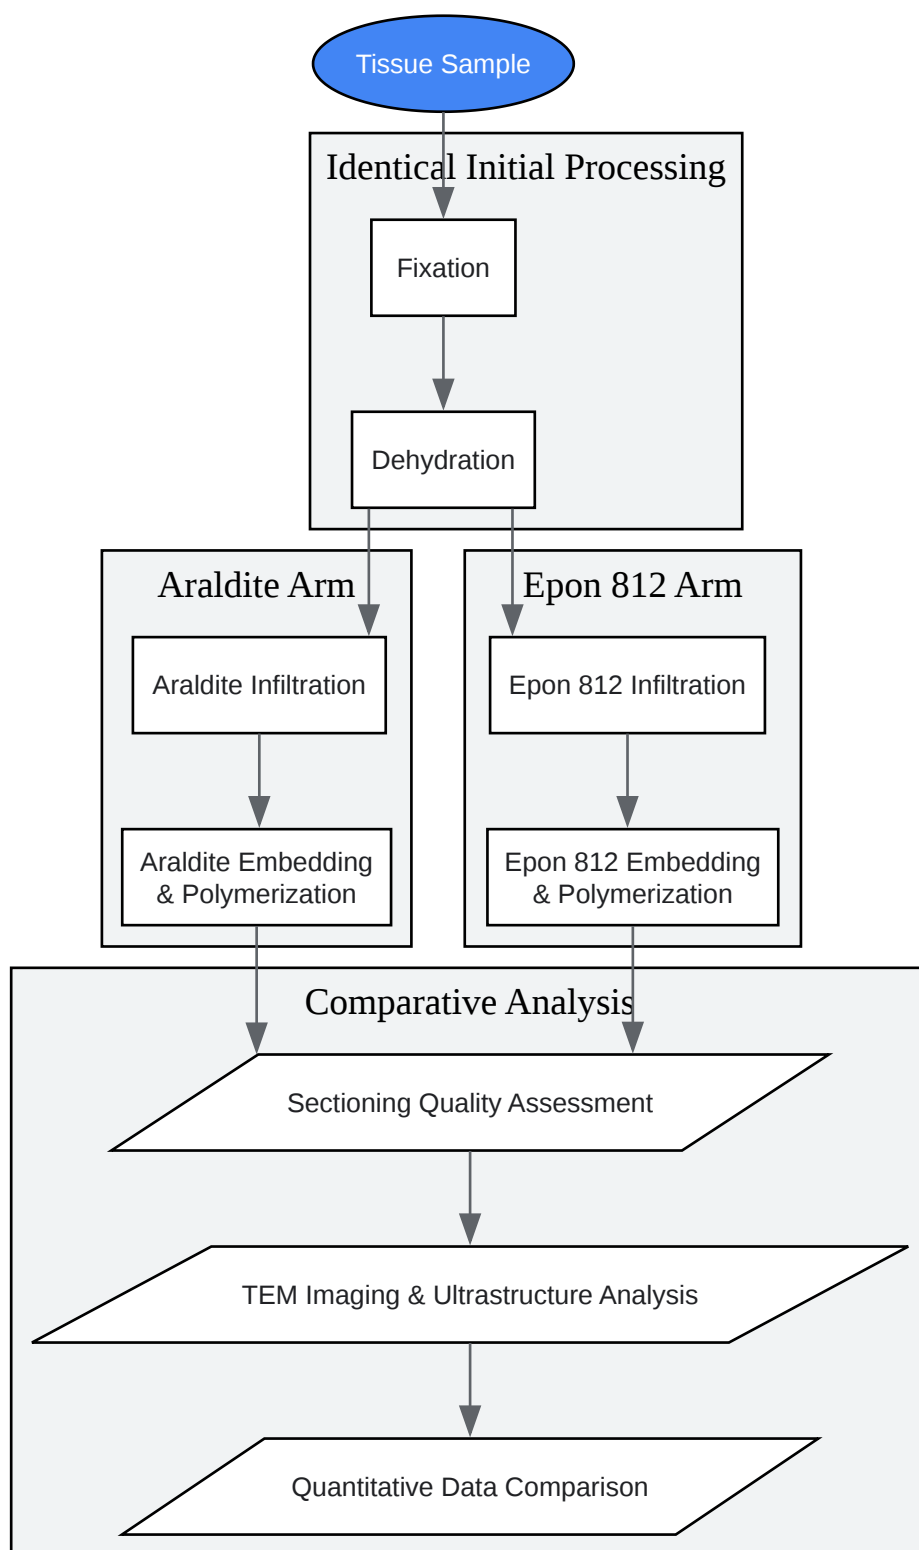 Tissue Sample
Identical Initial Processing
Fixation
Dehydration
Araldite Arm
Araldite Infiltration
Araldite Embedding
& Polymerization
Epon 812 Arm
Epon 812 Infiltration
Epon 812 Embedding
& Polymerization
Comparative Analysis
Sectioning Quality Assessment
TEM Imaging & Ultrastructure Analysis
Quantitative Data Comparison